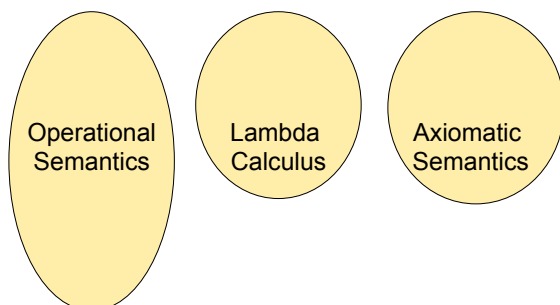 Operational
Semantics
Lambda
Calculus
Axiomatic
Semantics